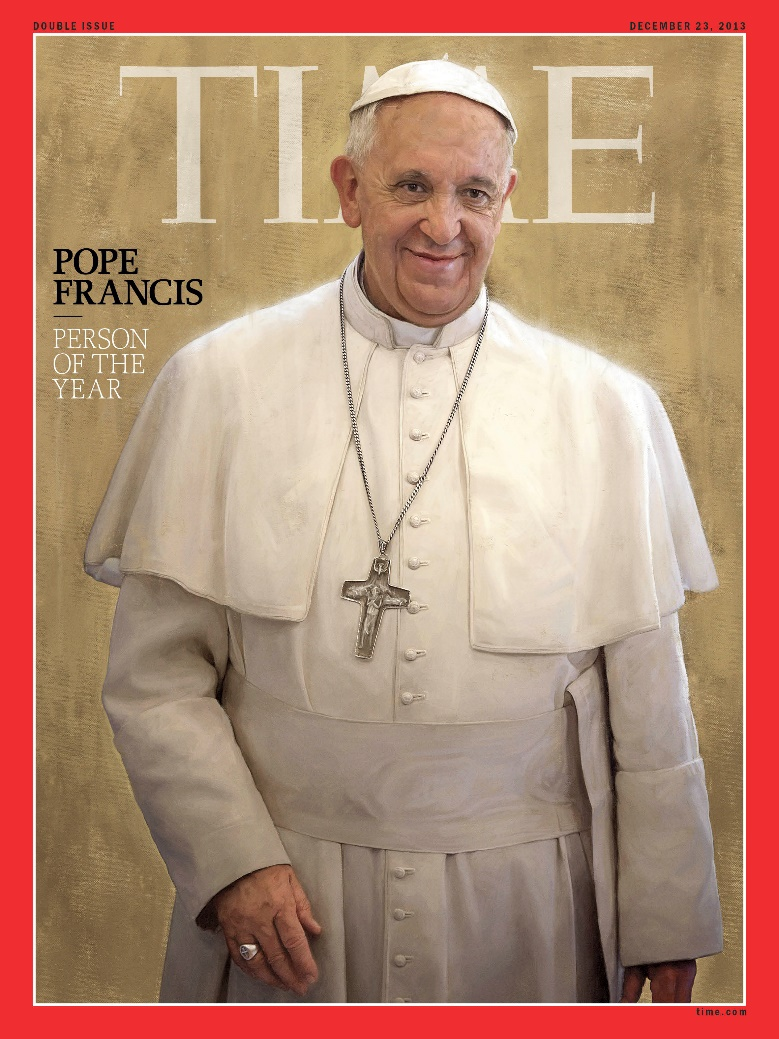 DOUBLE ISSUE
DECEMBER 23, 2013
TIME
POPE
FRANCIS
PERSON
OF THE
YEAR
time.com